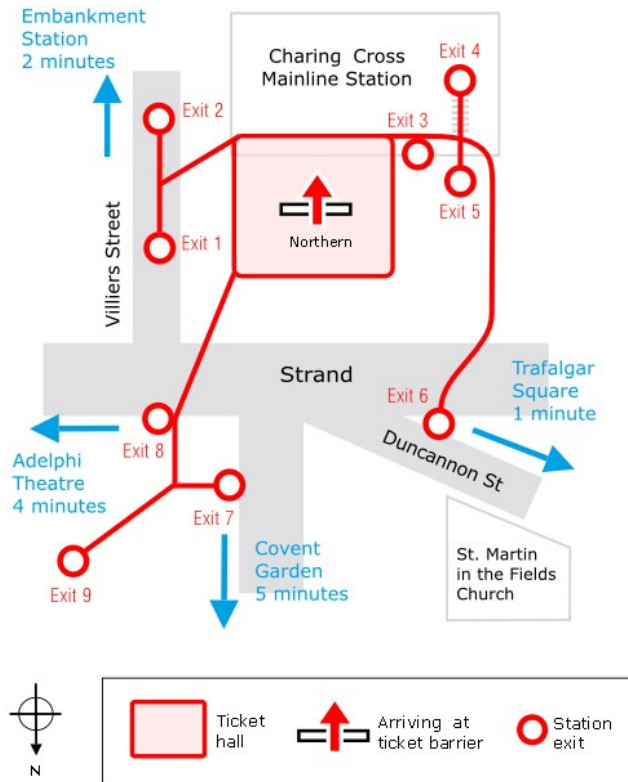 Embankment
Station
2 minutes
Charing Cross
Mainline Station
Exit 4
Exit 2
Exit 3
Exit 5
Exit 1
Northern
Villiers Street
Strand
Trafalgar
Square
1 minute
Exit 6
Exit 8
Duncannon St
Adelphi
Theatre
4 minutes
Exit 7
Exit 9
Covent
Garden
5 minutes
St. Martin
in the Fields
Church
N
Ticket
hall
Arriving at
ticket barrier
Station
exit